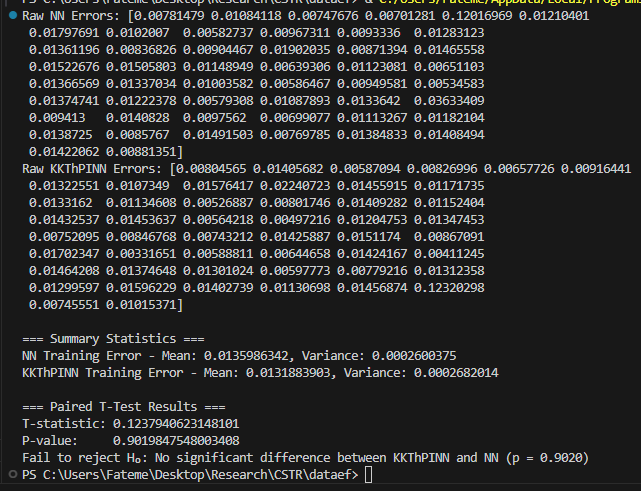 PS C:\Users\Fateme\Desktop\Research\CSTR\dataef> & C:/Users/Fateme/AppData/Local/Program
Raw NN Errors: [0.00781479 0.01084118 0.00747676 0.00701281 0.12016969 0.01210401
0.01797691 0.0102007 0.00582737 0.00967311 0.0093336 0.01283123
0.01361196 0.00836826 0.00904467 0.01902035 0.00871394 0.01465558
0.01522676 0.01505803 0.01148949 0.00639306 0.01123081 0.00651103
0.01366569 0.01337034 0.01003582 0.00586467 0.00949581 0.00534583
0.01374741 0.01222378 0.00579308 0.01087893 0.0133642 0.03633409
0.009413 0.0140828 0.0097562 0.00699077 0.01113267 0.01182104
0.0138725 0.0085767 0.01491503 0.00769785 0.01384833 0.01408494
0.01422062 0.00881351]
Raw KKThPINN Errors: [0.00804565 0.01405682 0.00587094 0.00826996 0.00657726 0.00916441
0.01322551 0.0107349 0.01576417 0.02240723 0.01455915 0.01171735
0.0133162 0.01134608 0.00526887 0.00801746 0.01409282 0.01152404
0.01432537 0.01453637 0.00564218 0.00497216 0.01204753 0.01347453
0.00752095 0.00846768 0.00743212 0.01425887 0.0151174 0.00867091
0.01702347 0.00331651 0.00588811 0.00644658 0.01424167 0.00411245
0.01464208 0.01374648 0.01301024 0.00597773 0.00779216 0.01312358
0.01299597 0.01596229 0.01402739 0.01130698 0.01456874 0.12320298
0.00745551 0.01015371]
=== Summary Statistics ===
NN Training Error - Mean: 0.0135986342, Variance: 0.0002600375
KKThPINN Training Error - Mean: 0.0131883903, Variance: 0.0002682014
=== Paired T-Test Results ===
T-statistic: 0.1237940623148101
P-value: 0.9019847548003408
Fail to reject H₀: No significant difference between KKThPINN and NN (p = 0.9020)
PS C:\Users\Fateme\Desktop\Research\CSTR\dataef>